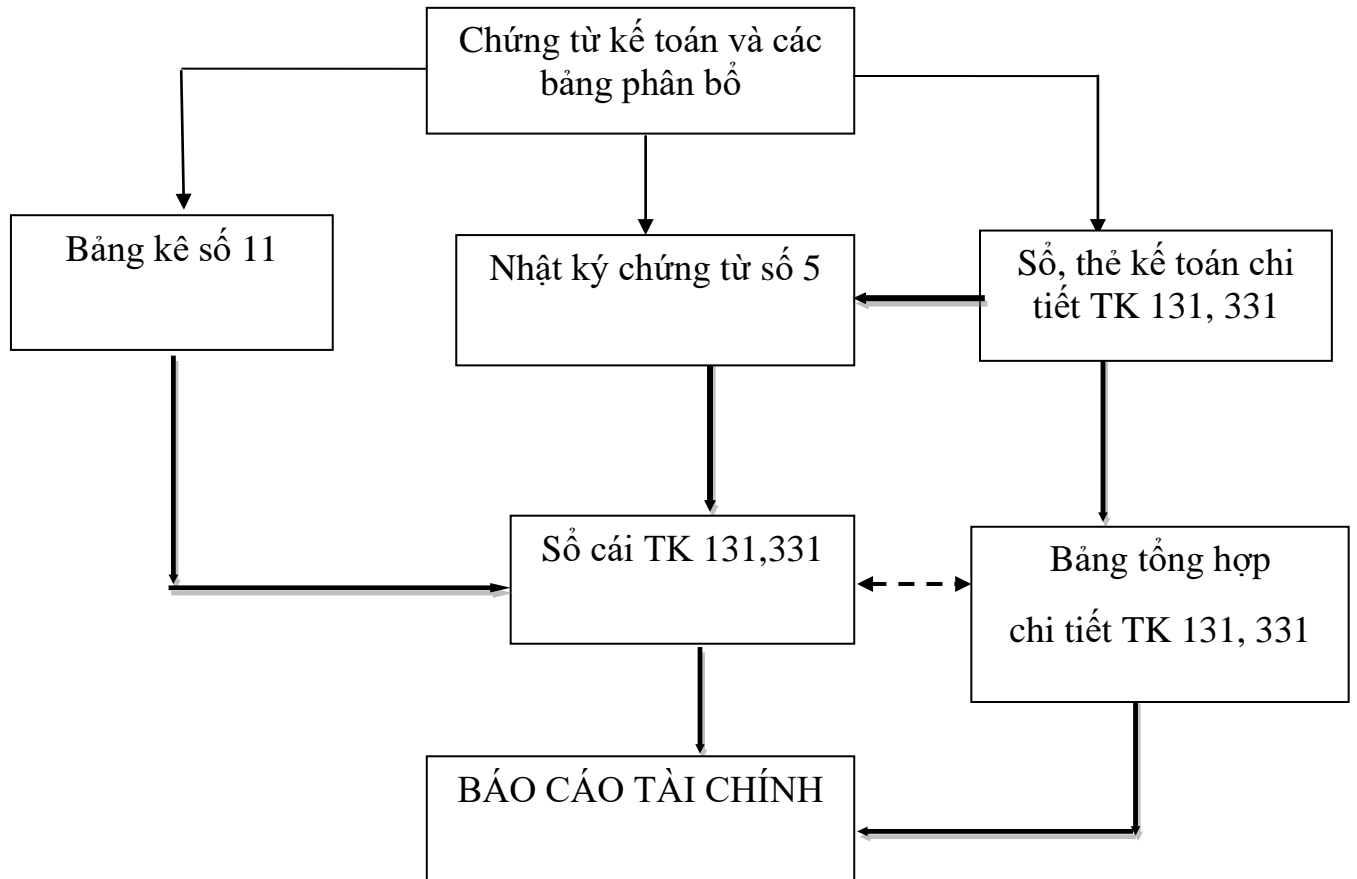 Chứng từ kế toán và các
bảng phân bổ
Bảng kê số 11
Nhật ký chứng từ số 5
Sổ, thẻ kế toán chi
tiết TK 131, 331
Sổ cái TK 131,331
Bảng tổng hợp
chi tiết TK 131, 331
BÁO CÁO TÀI CHÍNH